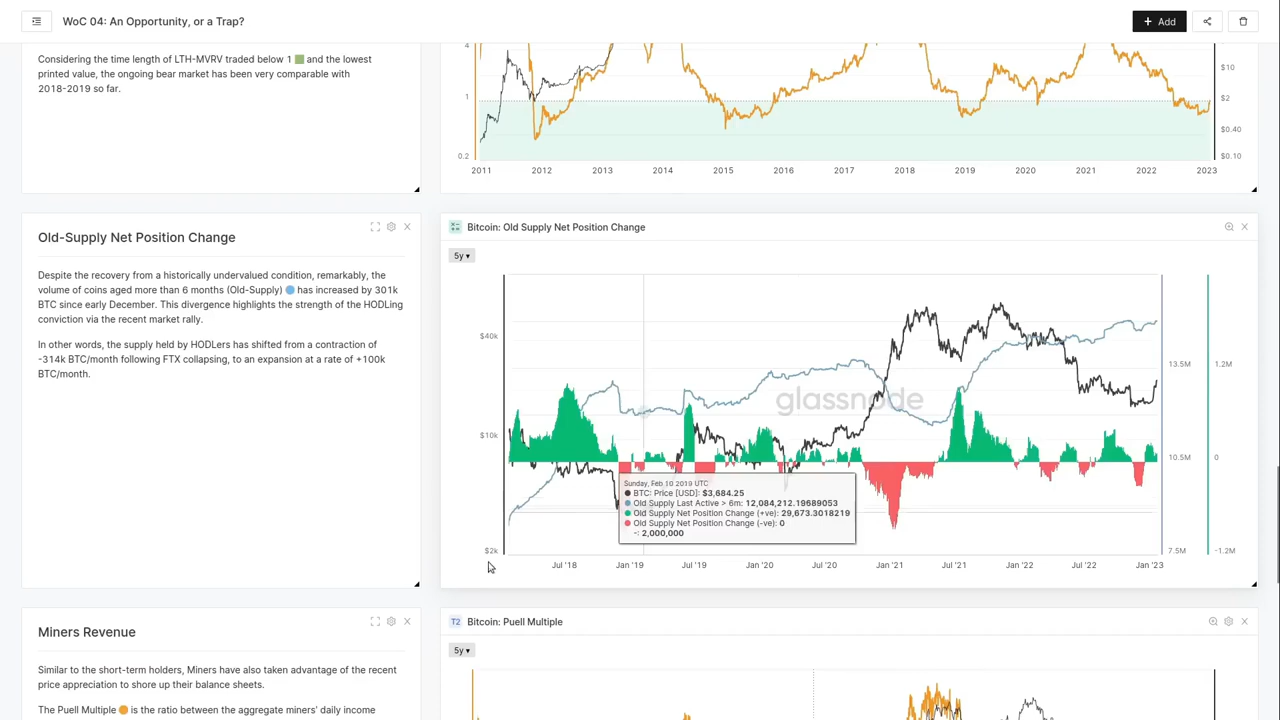 WoC 04: An Opportunity, or a Trap?
+ Add
Considering the time length of LTH-MVRV traded below 1 and the lowest
printed value, the ongoing bear market has been very comparable with
2018-2019 so far.
4
1
0.2
$10
$2
$0.40
$0.10
2011 2012 2013 2014 2015 2016 2017 2018 2019 2020 2021 2022 2023
Old-Supply Net Position Change
Despite the recovery from a historically undervalued condition, remarkably, the
volume of coins aged more than 6 months (Old-Supply) has increased by 301k
BTC since early December. This divergence highlights the strength of the HODLing
conviction via the recent market rally.
In other words, the supply held by HODLers has shifted from a contraction of
-314k BTC/month following FTX collapsing, to an expansion at a rate of +100k
BTC/month.
Bitcoin: Old Supply Net Position Change
5y
glassnode
$40k
$10k
$2k
13.5M
10.5M
7.5M
1.2M
0
-1.2M
Sunday, Feb 10 2019 UTC
BTC: Price [USD]: $3,684.25
Old Supply Last Active > 6m: 12,084,212.19689053
Old Supply Net Position Change (+ve): 29,673.3018219
Old Supply Net Position Change (-ve): 0
-: 2,000,000
Jul '18 Jan '19 Jul '19 Jan '20 Jul '20 Jan '21 Jul '21 Jan '22 Jul '22 Jan '23
Miners Revenue
Similar to the short-term holders, Miners have also taken advantage of the recent
price appreciation to shore up their balance sheets.
The Puell Multiple is the ratio between the aggregate miners' daily income
T2 Bitcoin: Puell Multiple
5y